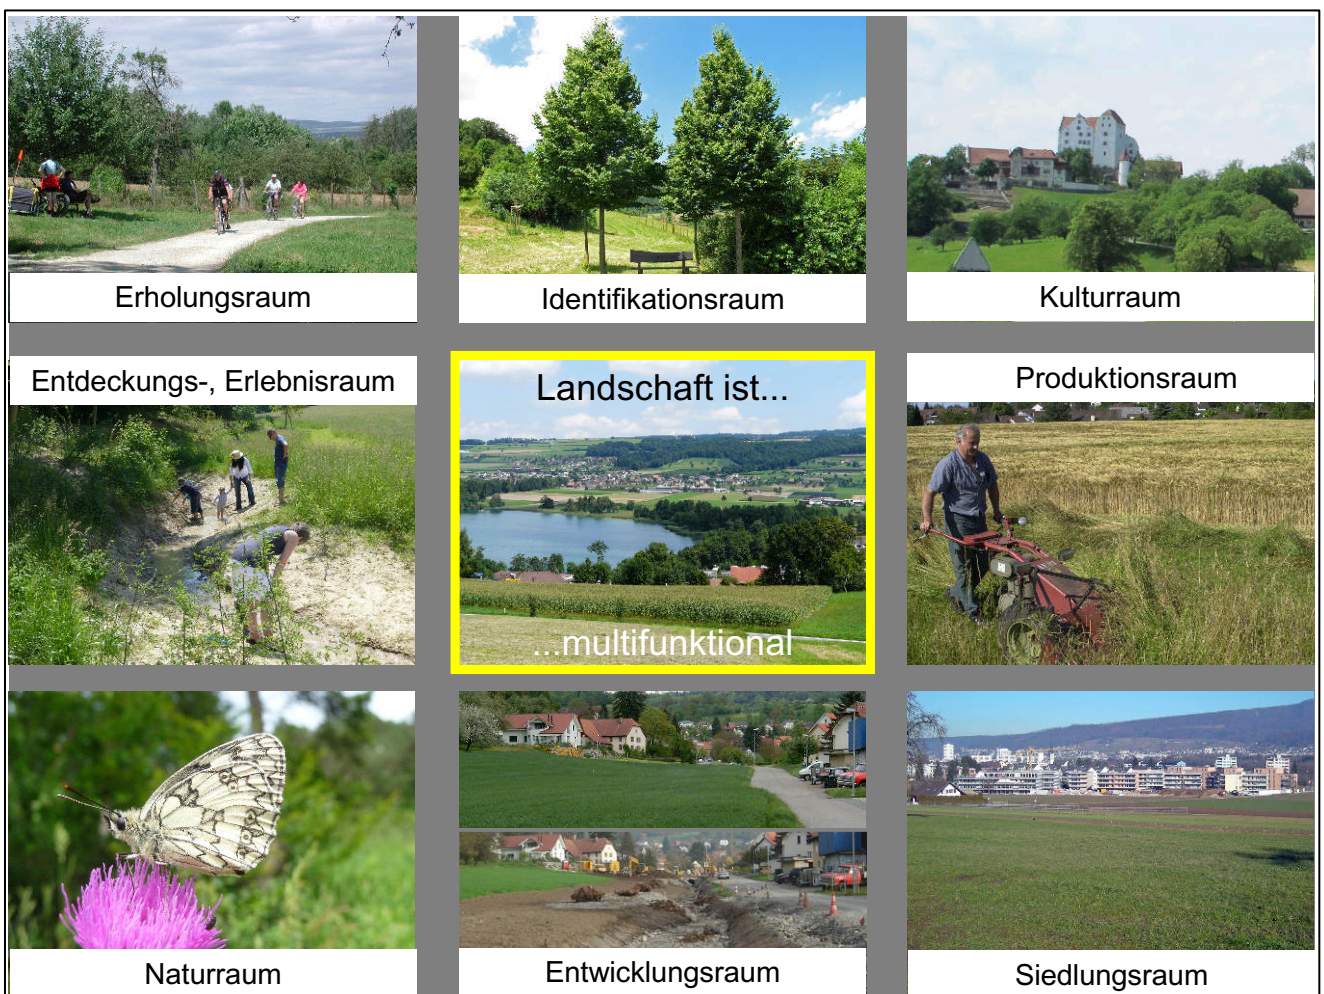 Erholungsraum
Identifikationsraum
Kulturraum
Entdeckungs-, Erlebnisraum
Landschaft ist...
...multifunktional
Produktionsraum
Naturraum
Entwicklungsraum
Siedlungsraum